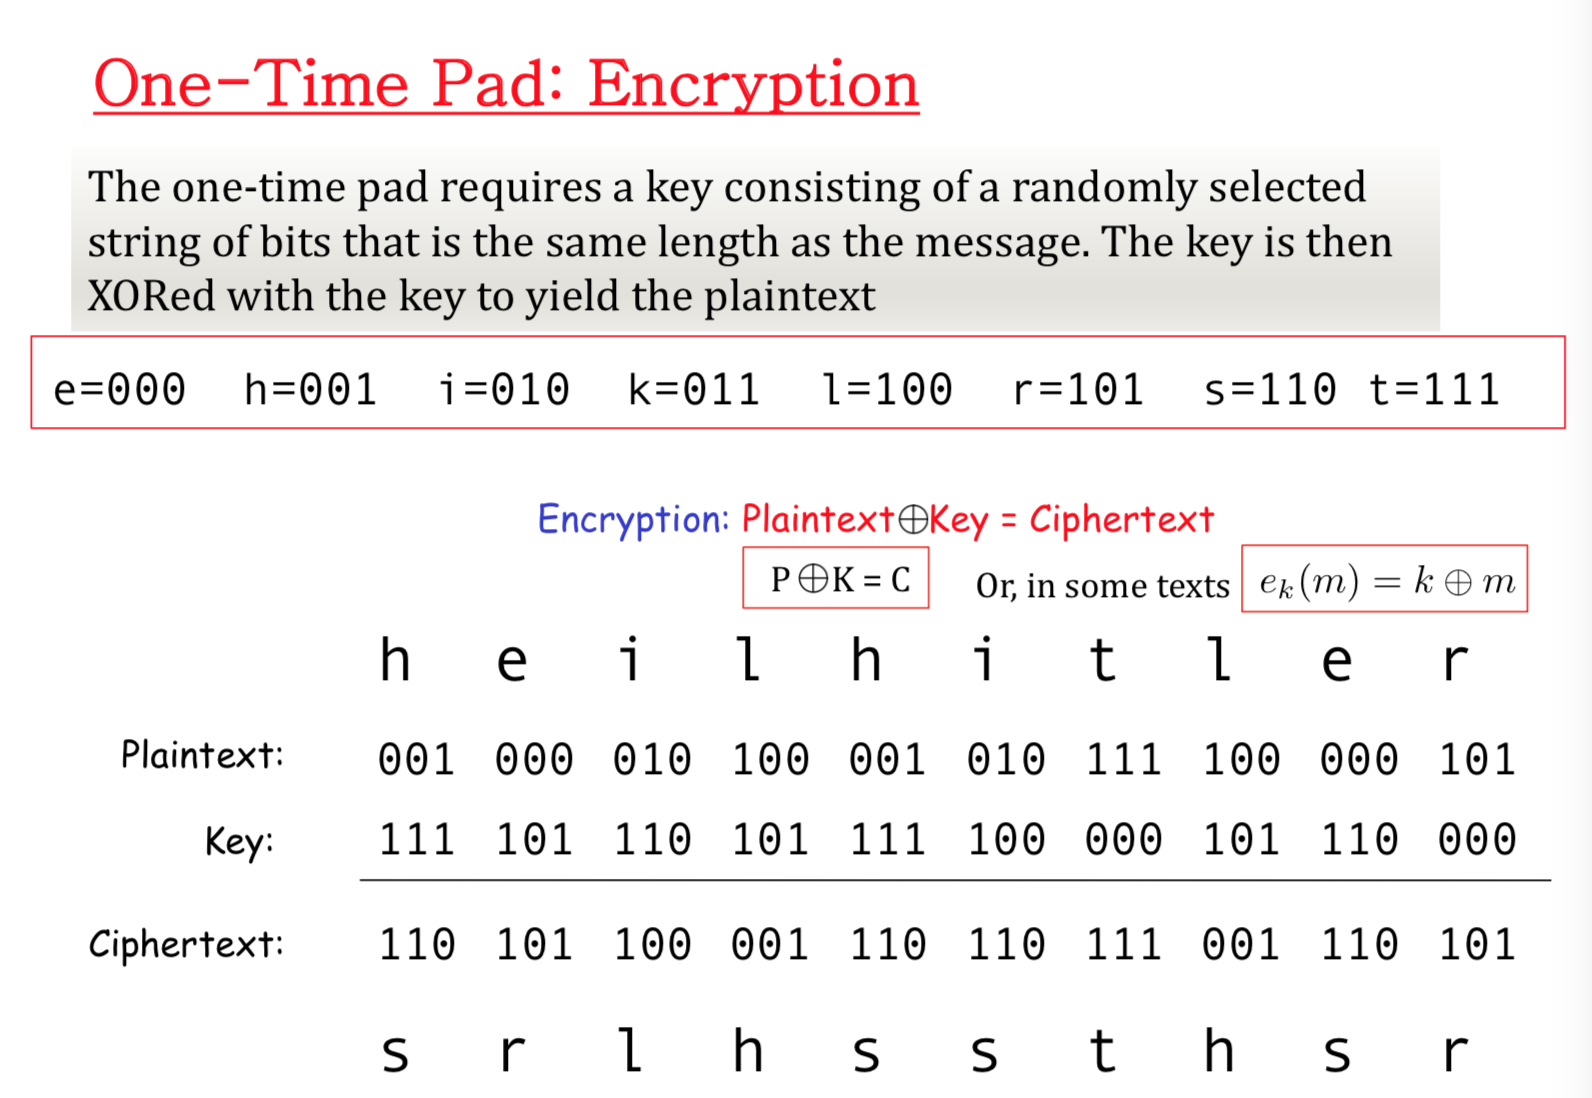 One-Time Pad: Encryption
The one-time pad requires a key consisting of a randomly selected
string of bits that is the same length as the message. The key is then
XORed with the key to yield the plaintext
e=000 h=001 i=010 k=011 l=100 r=101 s=110 t=111
Encryption: Plaintext⊕Key = Ciphertext
P⊕K = C Or, in some texts eₖ(m) = k ⊕ m
h e i l h i t l e r
Plaintext: 001 000 010 100 001 010 111 100 000 101
Key: 111 101 110 101 111 100 000 101 110 000
Ciphertext: 110 101 100 001 110 110 111 001 110 101
s r l h s s t h s r